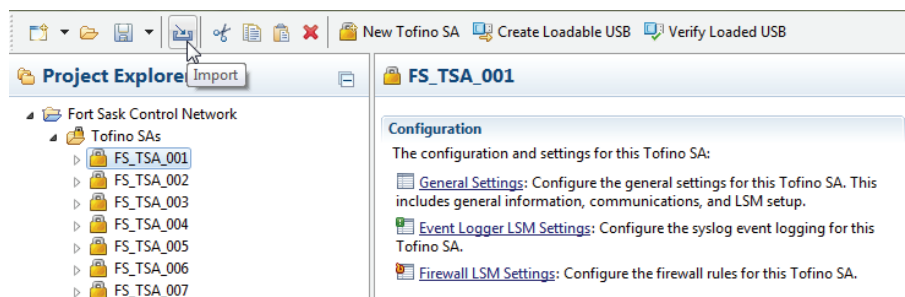 New Tofino SA Create Loadable USB Verify Loaded USB
Project Explorer
Import
Fort Sask Control Network
Tofino SAs
FS_TSA_001
FS_TSA_002
FS_TSA_003
FS_TSA_004
FS_TSA_005
FS_TSA_006
FS_TSA_007
FS_TSA_001
Configuration
The configuration and settings for this Tofino SA:
General Settings: Configure the general settings for this Tofino SA. This
includes general information, communications, and LSM setup.
Event Logger LSM Settings: Configure the syslog event logging for this
Tofino SA.
Firewall LSM Settings: Configure the firewall rules for this Tofino SA.